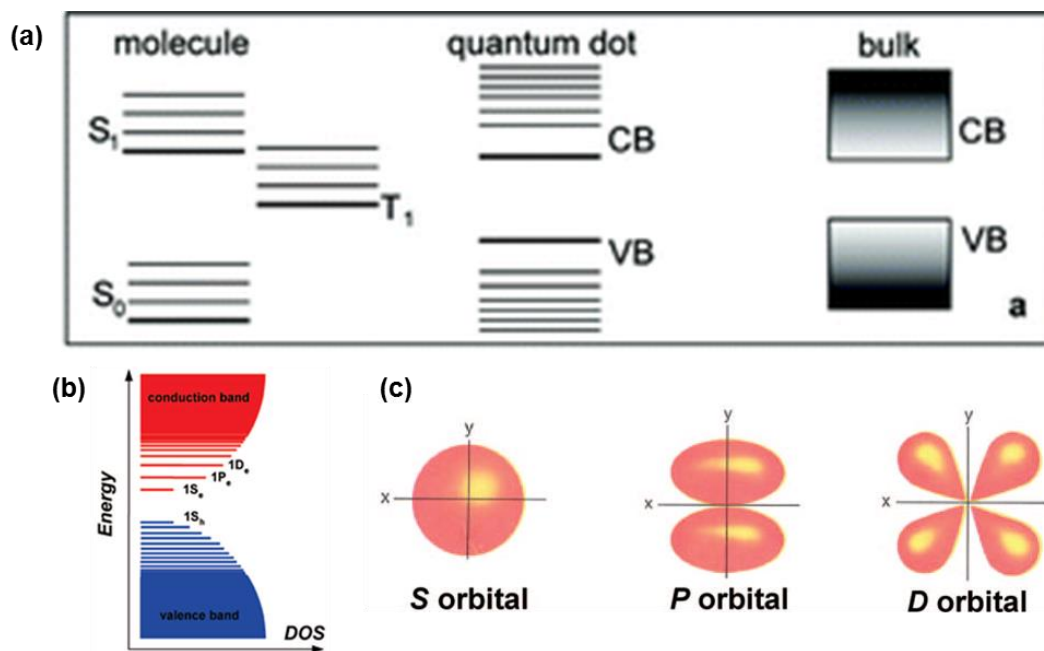 (a)
molecule quantum dot bulk
S1
T1
S0
CB
VB
CB
VB
a
(b)
Energy
conduction band
1De
1Pe
1Se
1Sh
valence band
DOS
(c)
y
x
S orbital
y
x
P orbital
y
x
D orbital